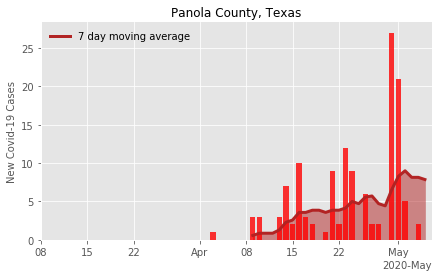 Panola County, Texas
7 day moving average
New Covid-19 Cases
25
20
15
10
5
0
08 15 22 Apr 08 15 22 May
2020-May